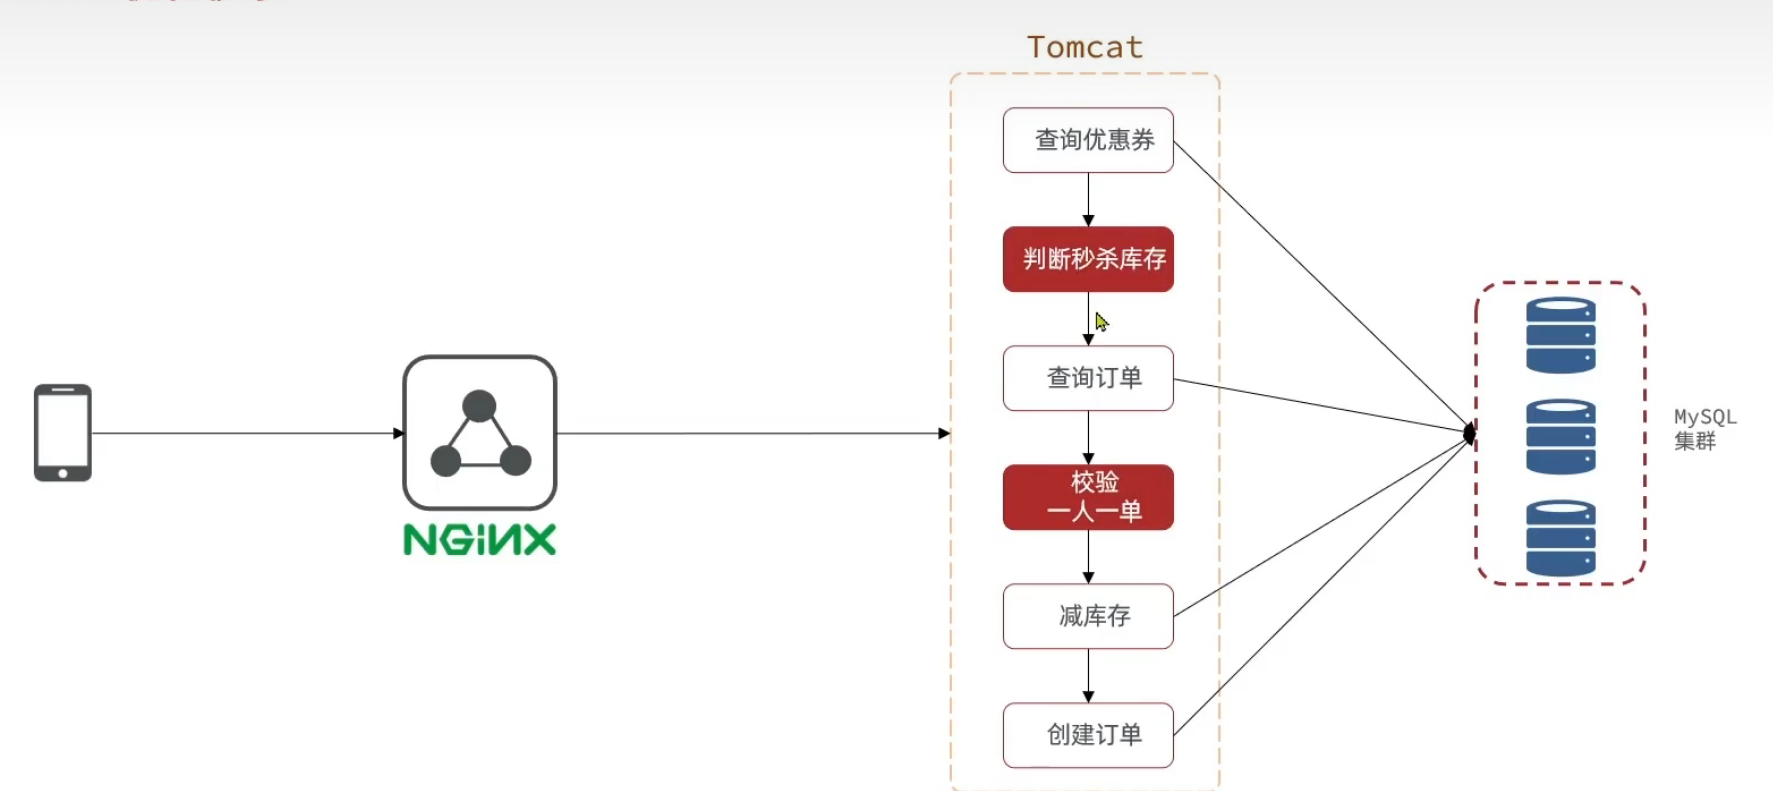 Tomcat
查询优惠券
判断秒杀库存
查询订单
校验
一人一单
减库存
创建订单
NGiNX
MySQL
集群